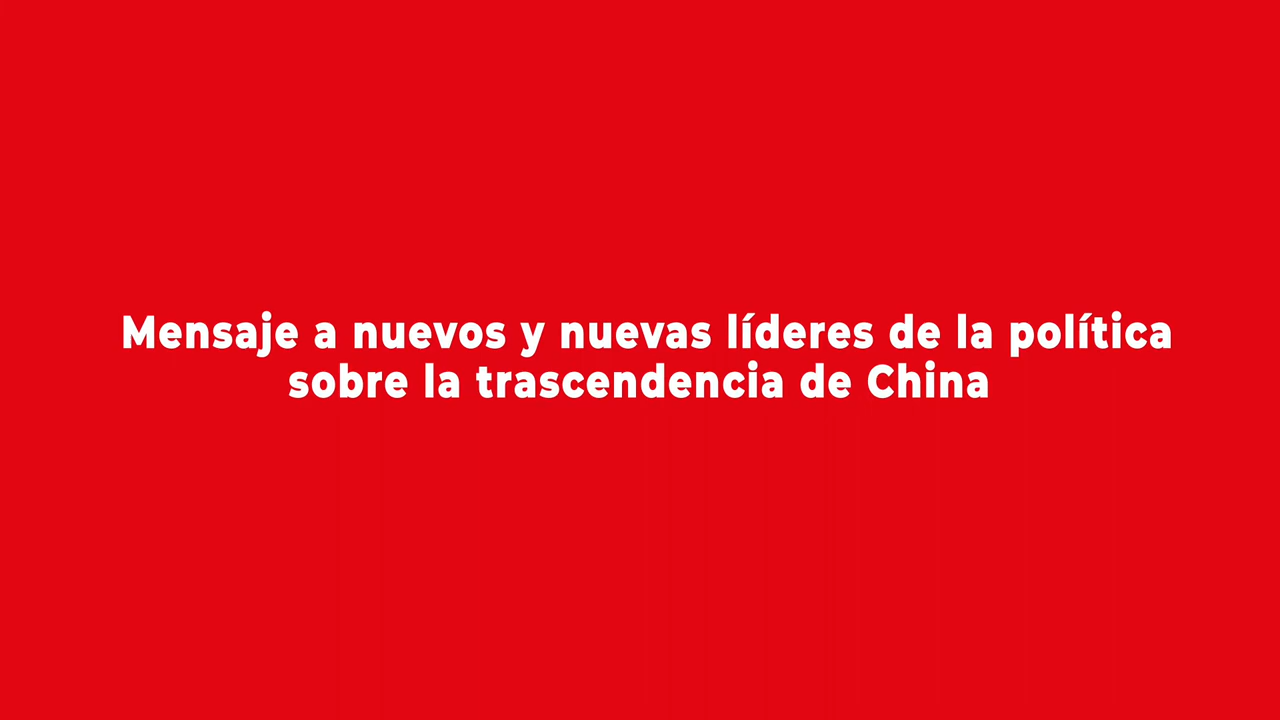 Mensaje a nuevos y nuevas líderes de la política
sobre la trascendencia de China